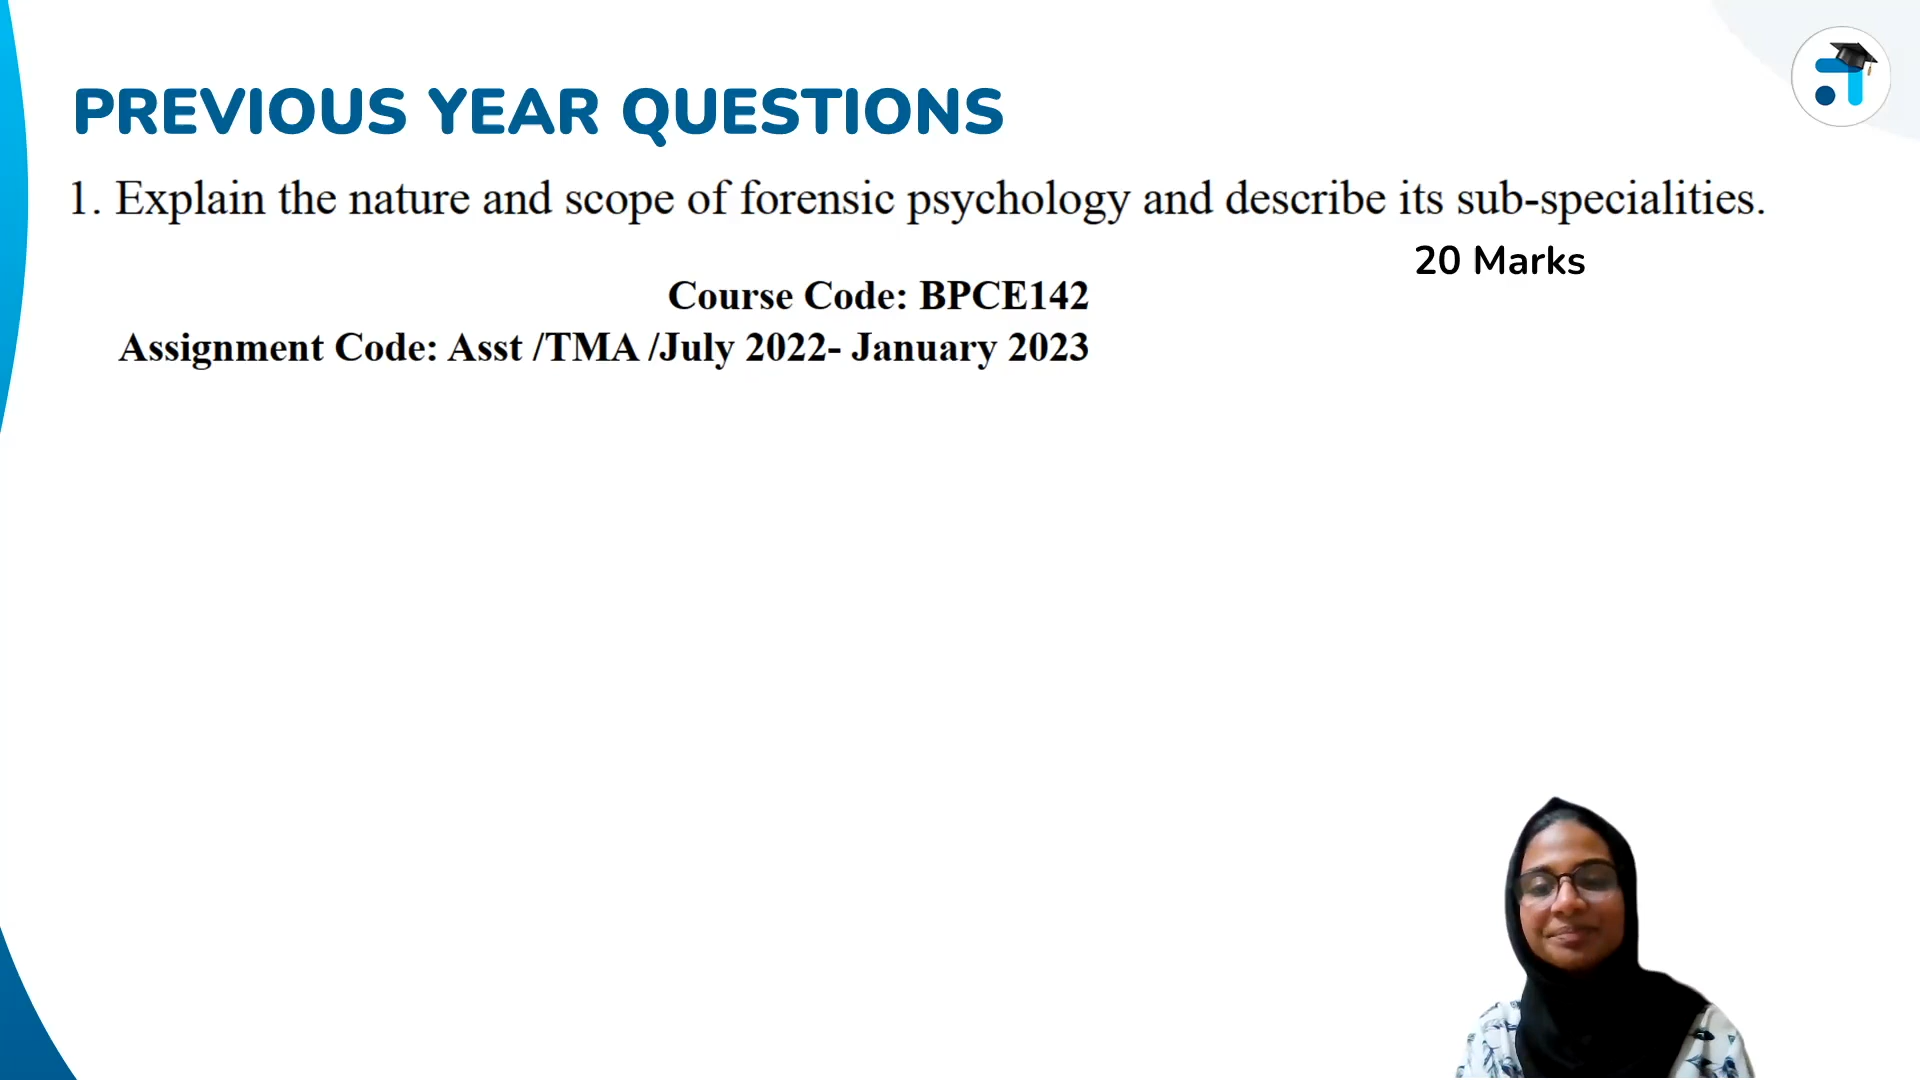 PREVIOUS YEAR QUESTIONS
1. Explain the nature and scope of forensic psychology and describe its sub-specialities.
20 Marks
Course Code: BPCE142
Assignment Code: Asst /TMA /July 2022- January 2023